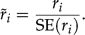 r̃ᵢ = rᵢ / SE(rᵢ).